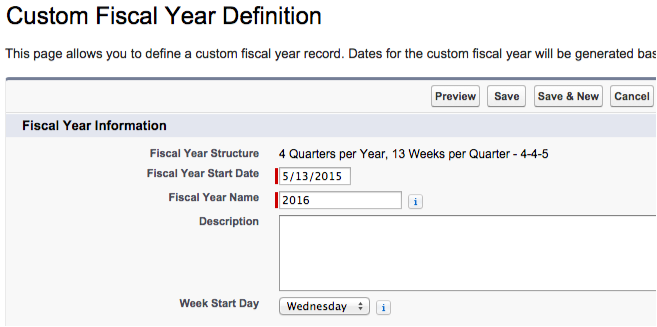 Custom Fiscal Year Definition
This page allows you to define a custom fiscal year record. Dates for the custom fiscal year will be generated bas
Preview Save Save & New Cancel
Fiscal Year Information
Fiscal Year Structure 4 Quarters per Year, 13 Weeks per Quarter - 4-4-5
Fiscal Year Start Date 5/13/2015
Fiscal Year Name 2016 i
Description
Week Start Day Wednesday i